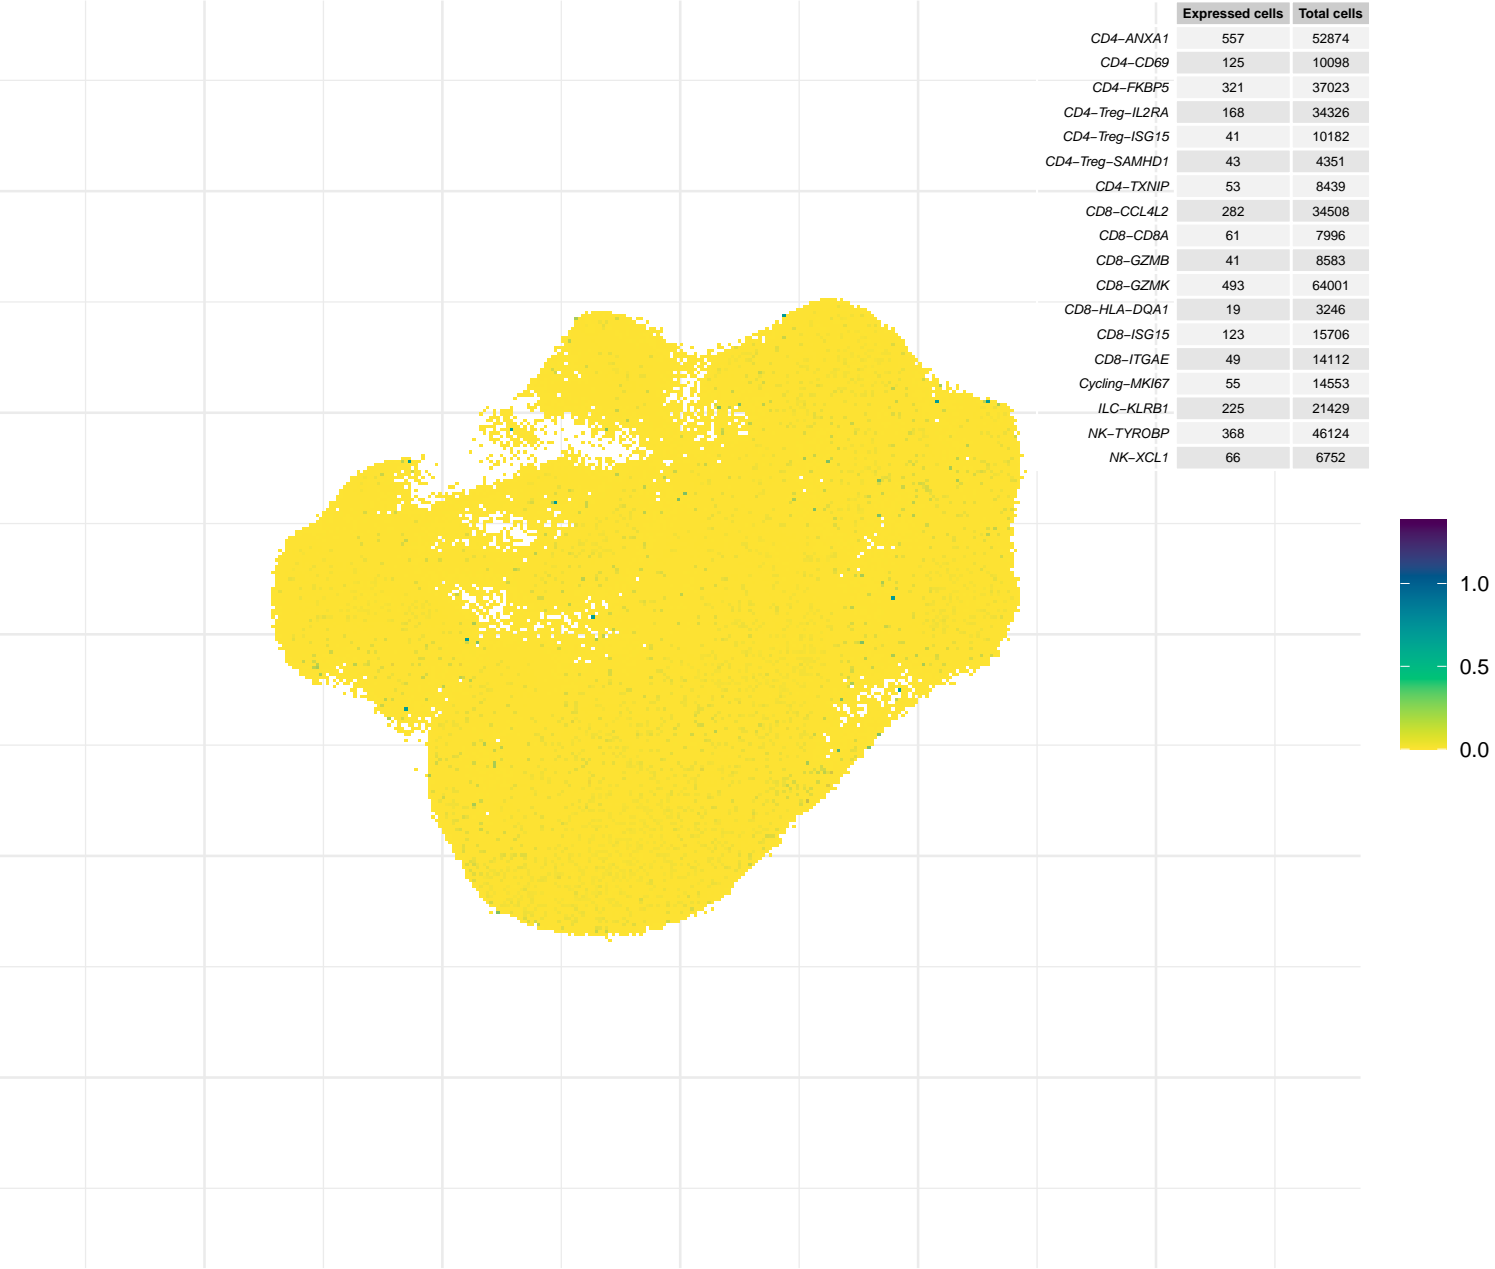 Expressed cells Total cells
CD4−ANXA1 557 52874
CD4−CD69 125 10098
CD4−FKBP5 321 37023
CD4−Treg−IL2RA 168 34326
CD4−Treg−ISG15 41 10182
CD4−Treg−SAMHD1 43 4351
CD4−TXNIP 53 8439
CD8−CCL4L2 282 34508
CD8−CD8A 61 7996
CD8−GZMB 41 8583
CD8−GZMK 493 64001
CD8−HLA−DQA1 19 3246
CD8−ISG15 123 15706
CD8−ITGAE 49 14112
Cycling−MKI67 55 14553
ILC−KLRB1 225 21429
NK−TYROBP 368 46124
NK−XCL1 66 6752
1.0
0.5
0.0